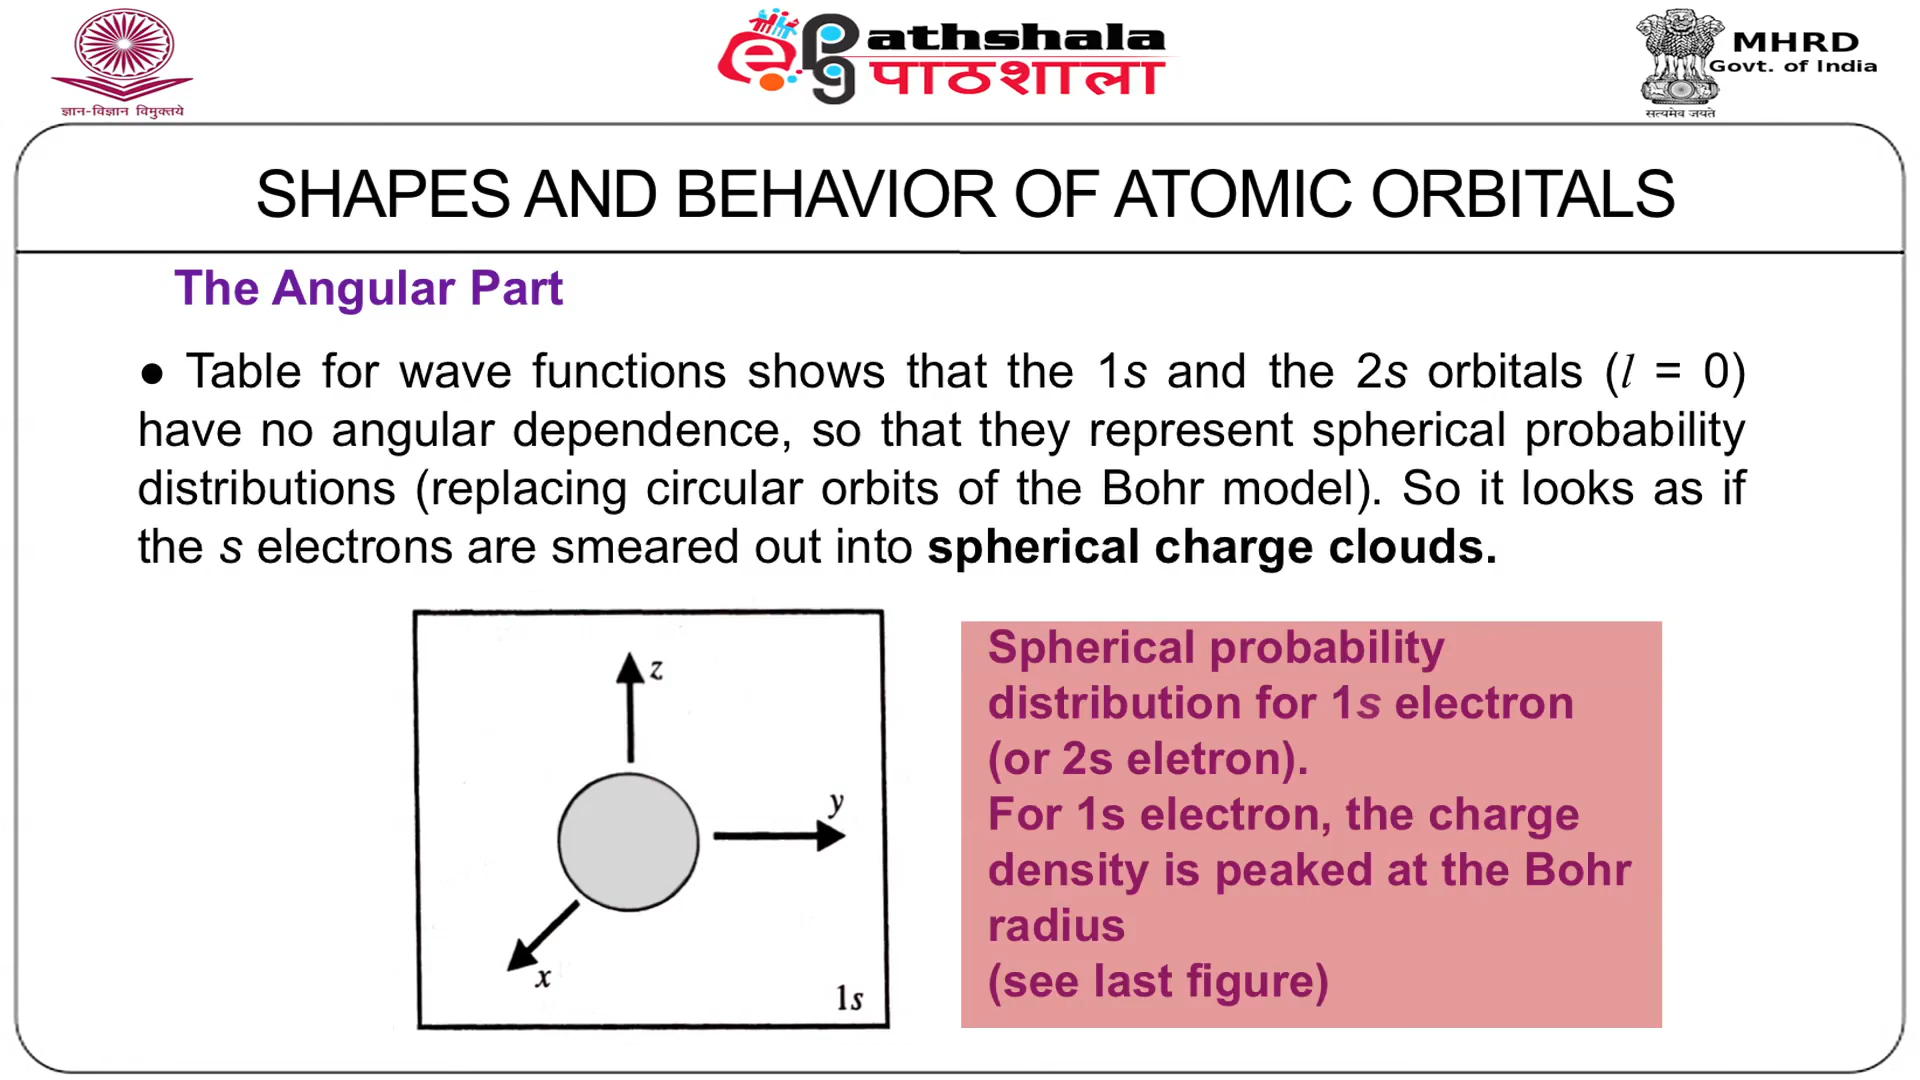 ज्ञान-विज्ञान विमुक्तये
epg
athshala
पाठशाला
MHRD
Govt. of India
सत्यमेव जयते
SHAPES AND BEHAVIOR OF ATOMIC ORBITALS
The Angular Part
● Table for wave functions shows that the 1s and the 2s orbitals (l = 0)
have no angular dependence, so that they represent spherical probability
distributions (replacing circular orbits of the Bohr model). So it looks as if
the s electrons are smeared out into spherical charge clouds.
z
y
x
1s
Spherical probability
distribution for 1s electron
(or 2s eletron).
For 1s electron, the charge
density is peaked at the Bohr
radius
(see last figure)